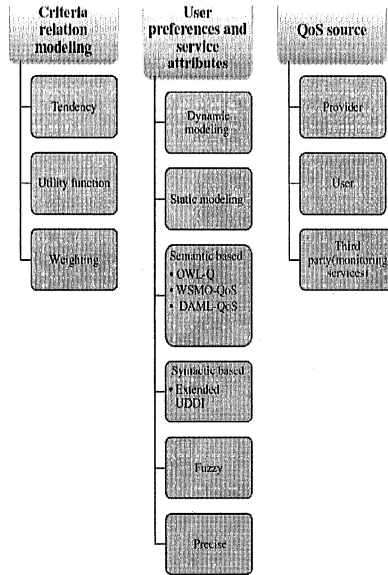 Criteria
relation
modeling
Tendency
Utility function
Weighting
User
preferences and
service
attributes
Dynamic
modeling
Static modeling
Semantic based
• OWL-Q
• WSMO-QoS
• DAML-QoS
Syntactic based
• Extended
UDDI
Fuzzy
Precise
QoS source
Provider
User
Third
party(monitoring
services)